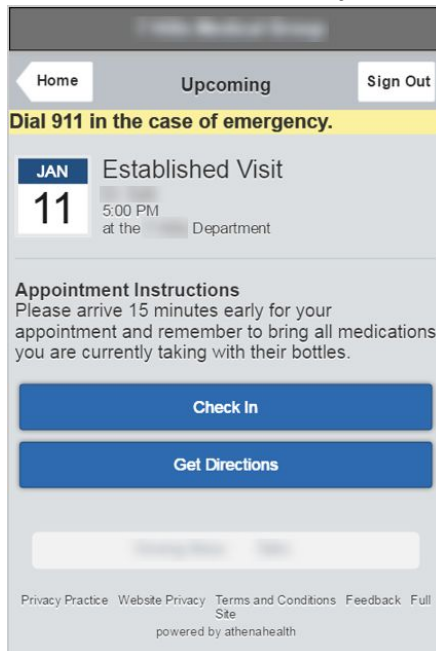 Home
Upcoming
Sign Out
Dial 911 in the case of emergency.
JAN
11
Established Visit
5:00 PM
at the Department
Appointment Instructions
Please arrive 15 minutes early for your
appointment and remember to bring all medications
you are currently taking with their bottles.
Check In
Get Directions
Privacy Practice Website Privacy Terms and Conditions Feedback Full
Site
powered by athenahealth